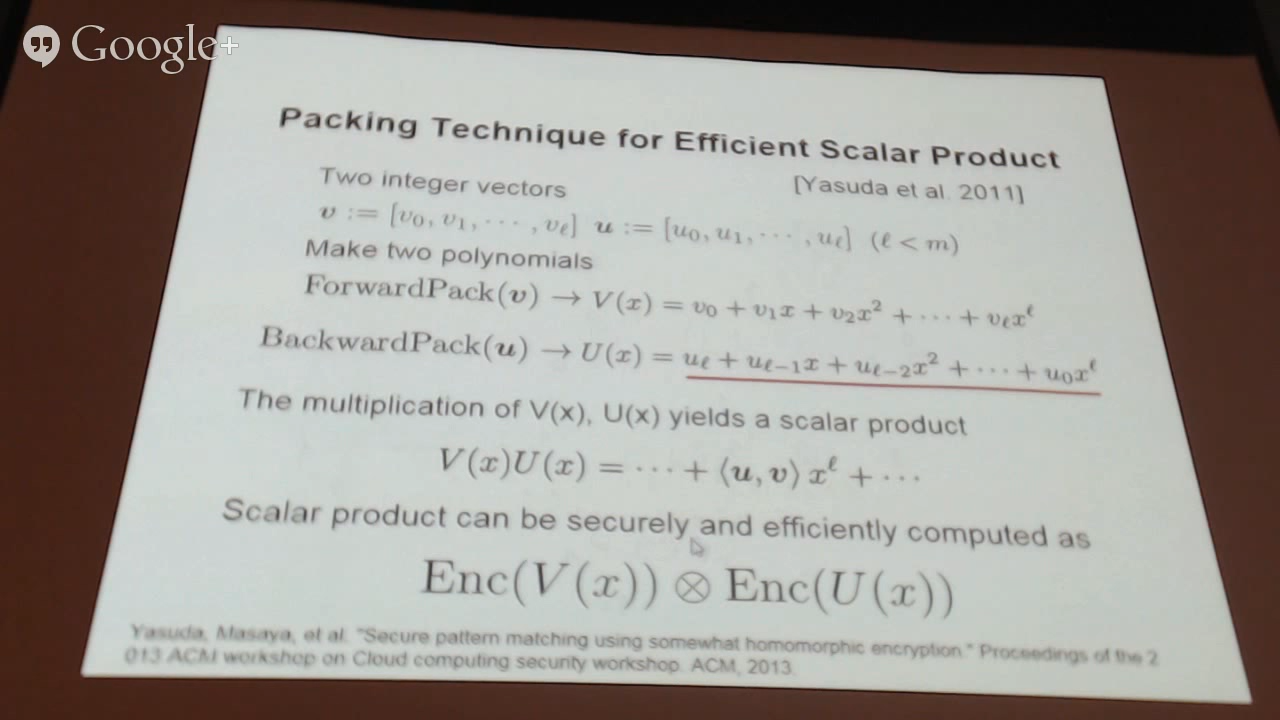 Google+
Packing Technique for Efficient Scalar Product
Two integer vectors [Yasuda et al. 2011]
v := [v₀, v₁, ⋯ , vℓ] u := [u₀, u₁, ⋯ , uℓ] (ℓ < m)
Make two polynomials
ForwardPack(v) → V(x) = v₀ + v₁x + v₂x² + ⋯ + vℓxℓ
BackwardPack(u) → U(x) = uℓ + uℓ₋₁x + uℓ₋₂x² + ⋯ + u₀xℓ
The multiplication of V(x), U(x) yields a scalar product
V(x)U(x) = ⋯ + ⟨u, v⟩ xℓ + ⋯
Scalar product can be securely and efficiently computed as
Enc(V(x)) ⊗ Enc(U(x))
Yasuda, Masaya, et al. "Secure pattern matching using somewhat homomorphic encryption." Proceedings of the 2
013 ACM workshop on Cloud computing security workshop. ACM, 2013.